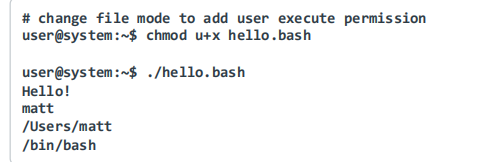 # change file mode to add user execute permission
user@system:~$ chmod u+x hello.bash
user@system:~$ ./hello.bash
Hello!
matt
/Users/matt
/bin/bash